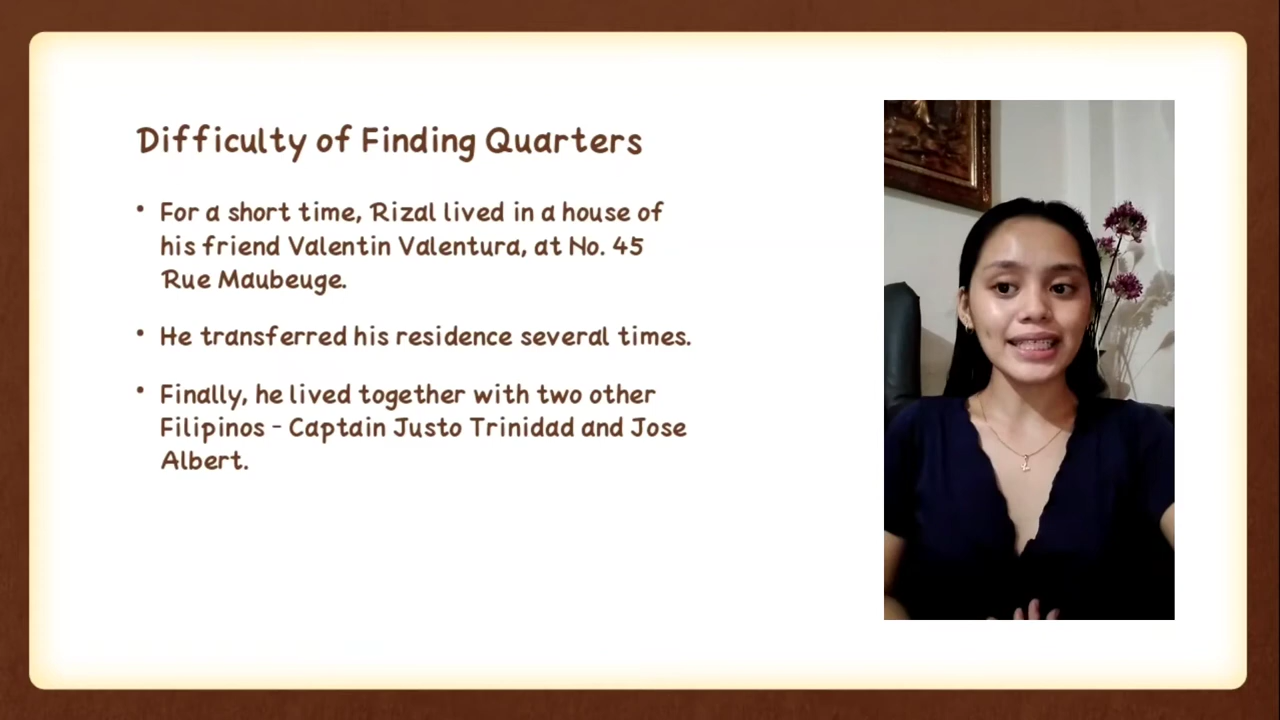 Difficulty of Finding Quarters
• For a short time, Rizal lived in a house of
his friend Valentin Valentura, at No. 45
Rue Maubeuge.
• He transferred his residence several times.
• Finally, he lived together with two other
Filipinos - Captain Justo Trinidad and Jose
Albert.